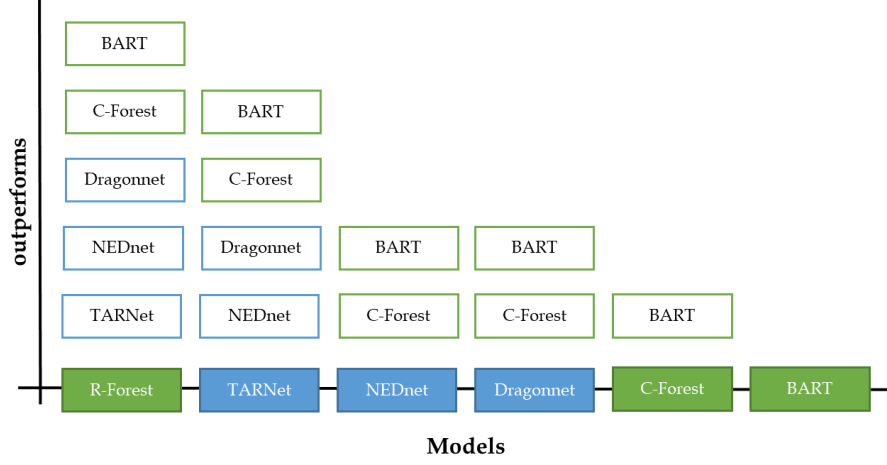 BART
C-Forest BART
Dragonnet C-Forest
NEDnet Dragonnet BART BART
TARNet NEDnet C-Forest C-Forest BART
R-Forest TARNet NEDnet Dragonnet C-Forest BART
outperforms
Models